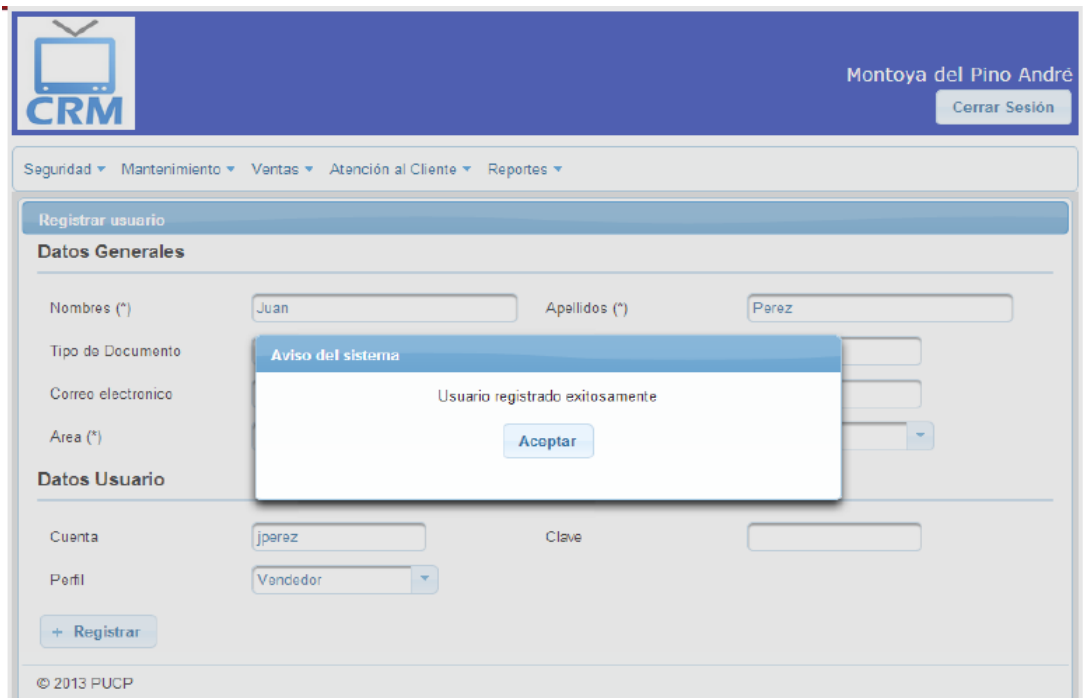 CRM
Montoya del Pino André
Cerrar Sesión
Seguridad Mantenimiento Ventas Atención al Cliente Reportes
Registrar usuario
Datos Generales
Nombres (*) Juan Apellidos (*) Perez
Tipo de Documento
Aviso del sistema
Correo electronico
Usuario registrado exitosamente
Area (*)
Aceptar
Datos Usuario
Cuenta jperez Clave
Perfil Vendedor
+ Registrar
© 2013 PUCP